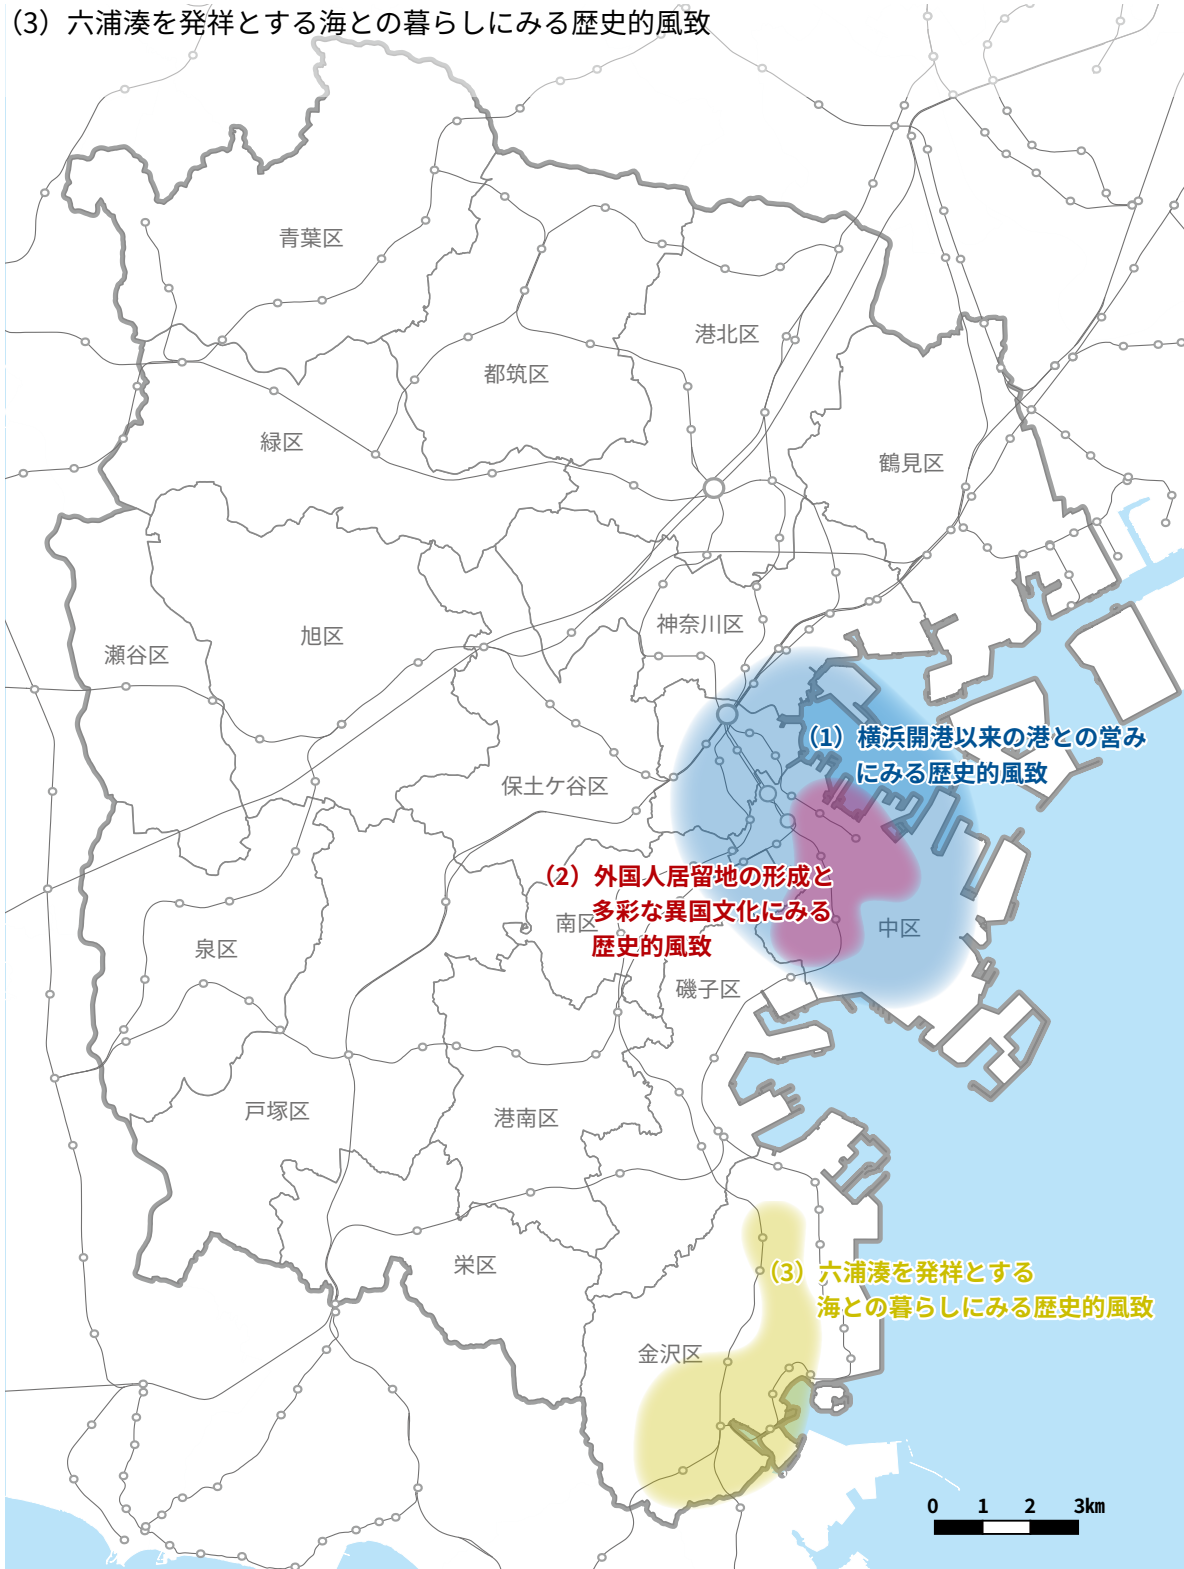 （3）六浦湊を発祥とする海との暮らしにみる歴史的風致
青葉区
港北区
都筑区
緑区
鶴見区
神奈川区
旭区
瀬谷区
（1）横浜開港以来の港との営み
にみる歴史的風致
保土ケ谷区
（2）外国人居留地の形成と
多彩な異国文化にみる
歴史的風致
南区
中区
泉区
磯子区
戸塚区
港南区
栄区
（3）六浦湊を発祥とする
海との暮らしにみる歴史的風致
金沢区
0 1 2 3km